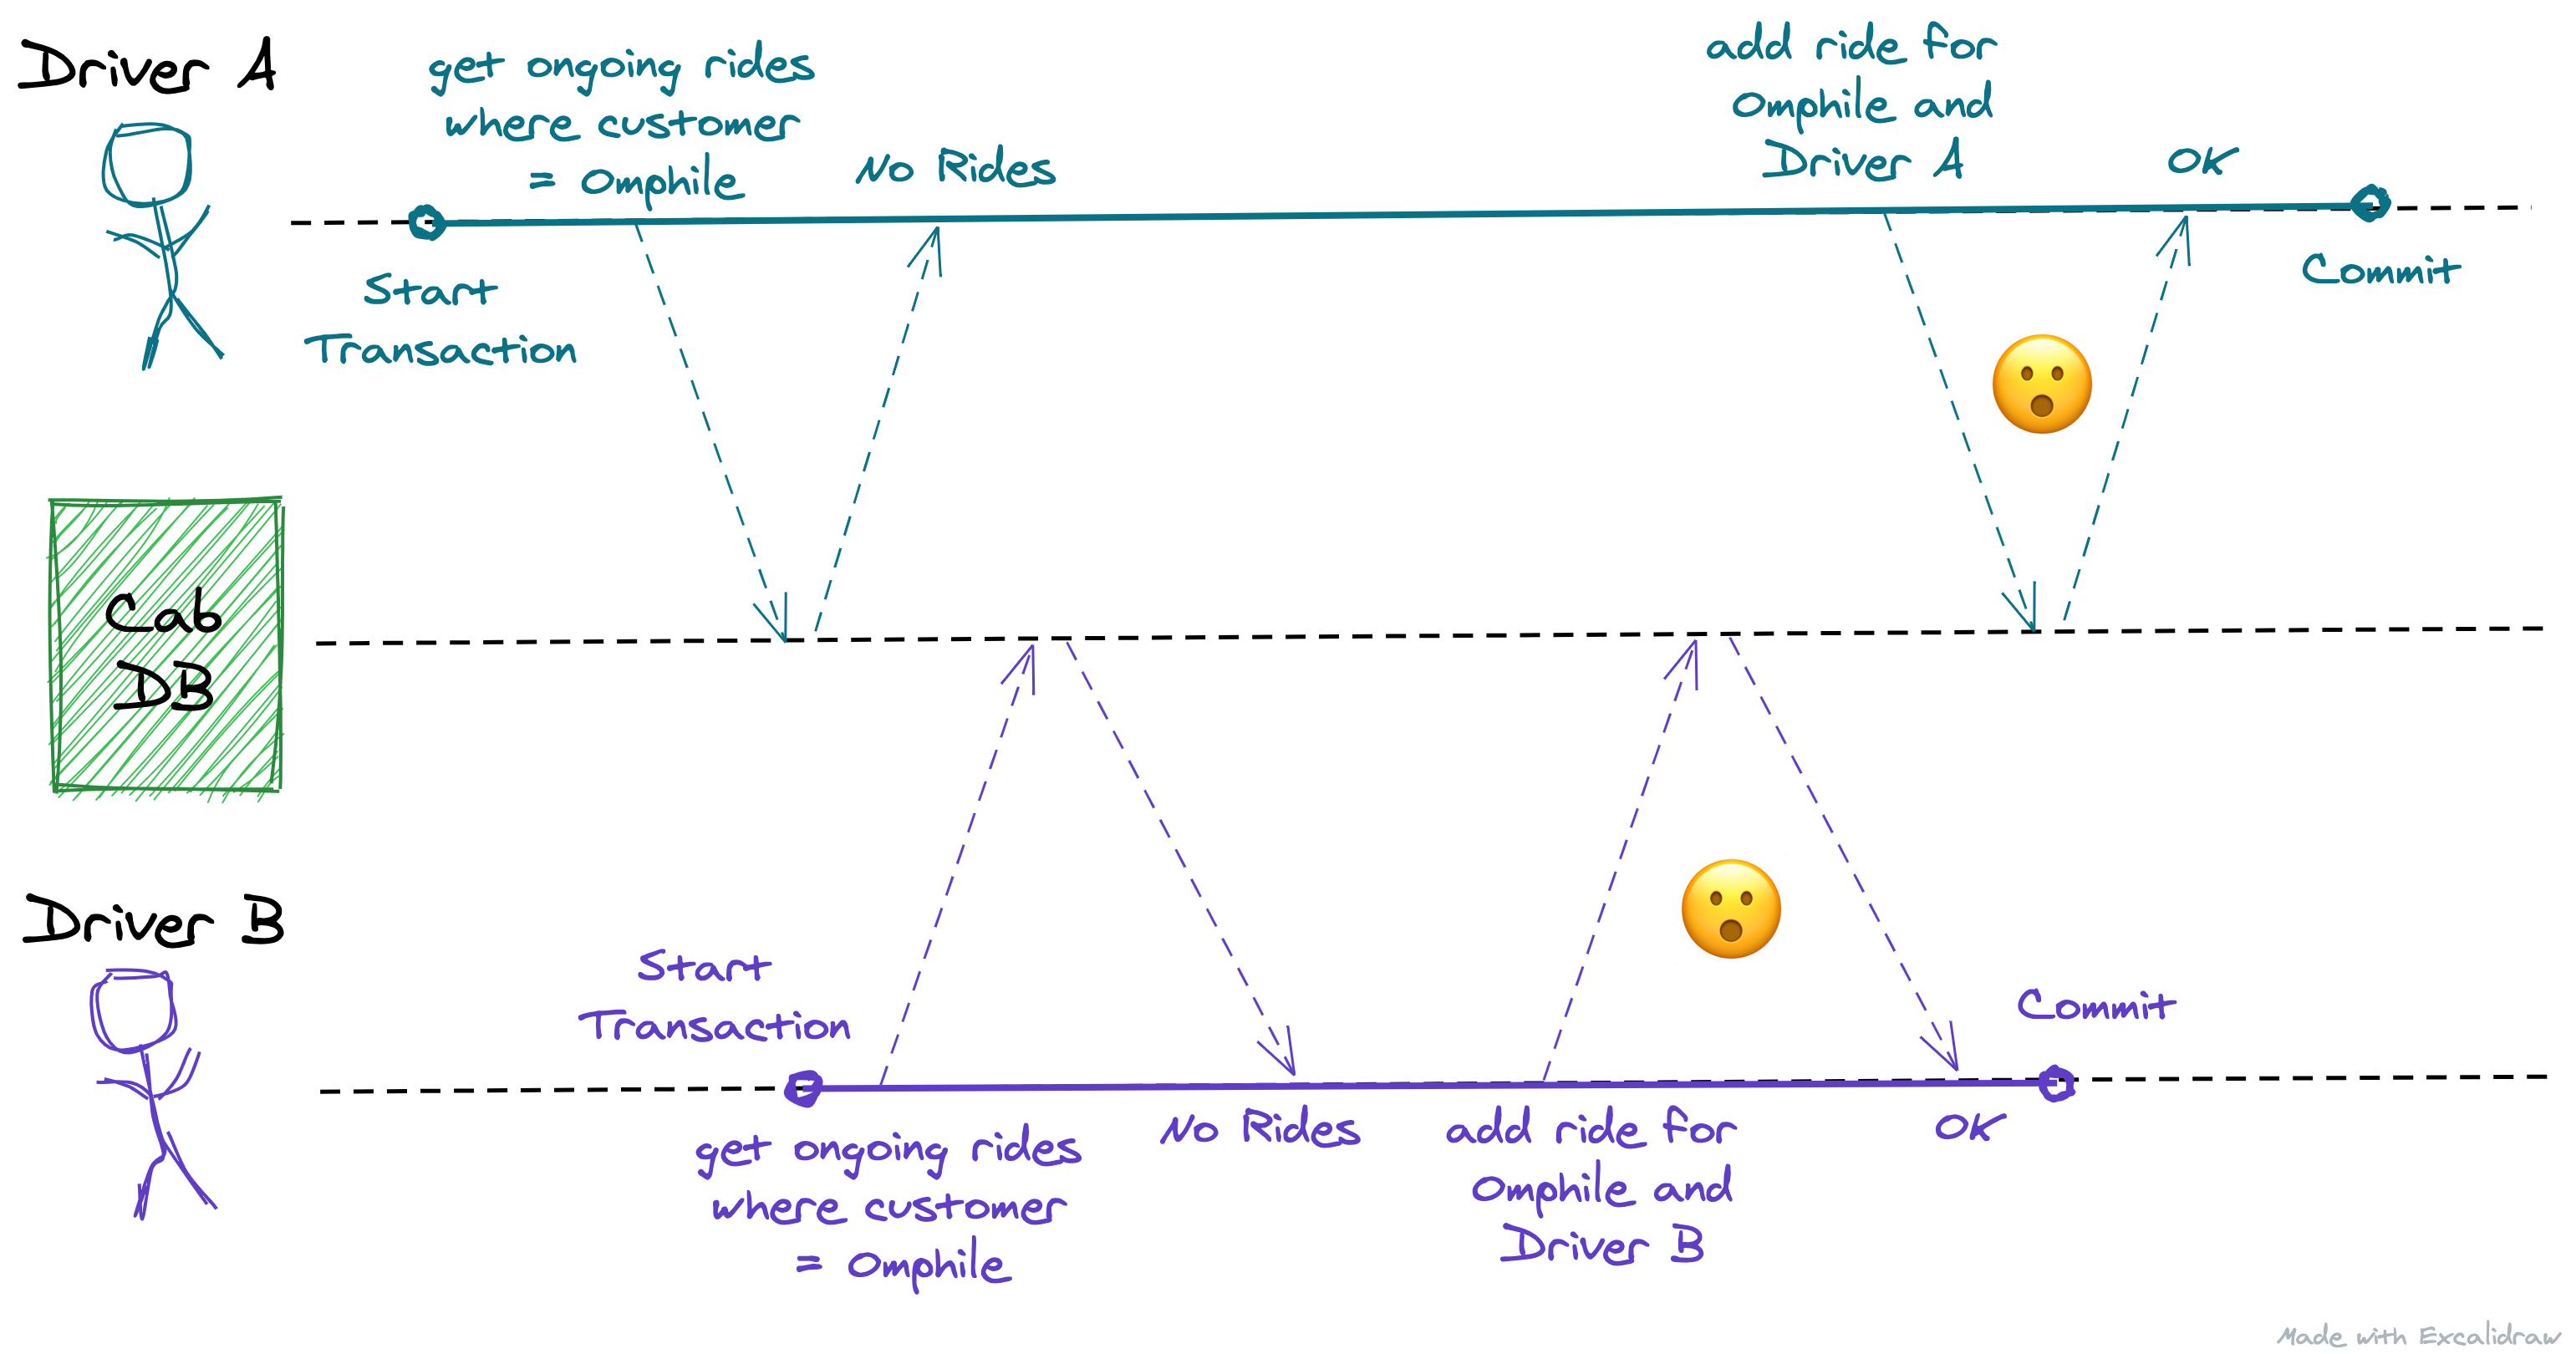 Driver A
get ongoing rides
where customer
= Omphile
No Rides
add ride for
Omphile and
Driver A
OK
Start
Transaction
Commit
Cab
DB
Driver B
Start
Transaction
Commit
get ongoing rides
where customer
= Omphile
No Rides
add ride for
Omphile and
Driver B
OK
Made with Excalidraw